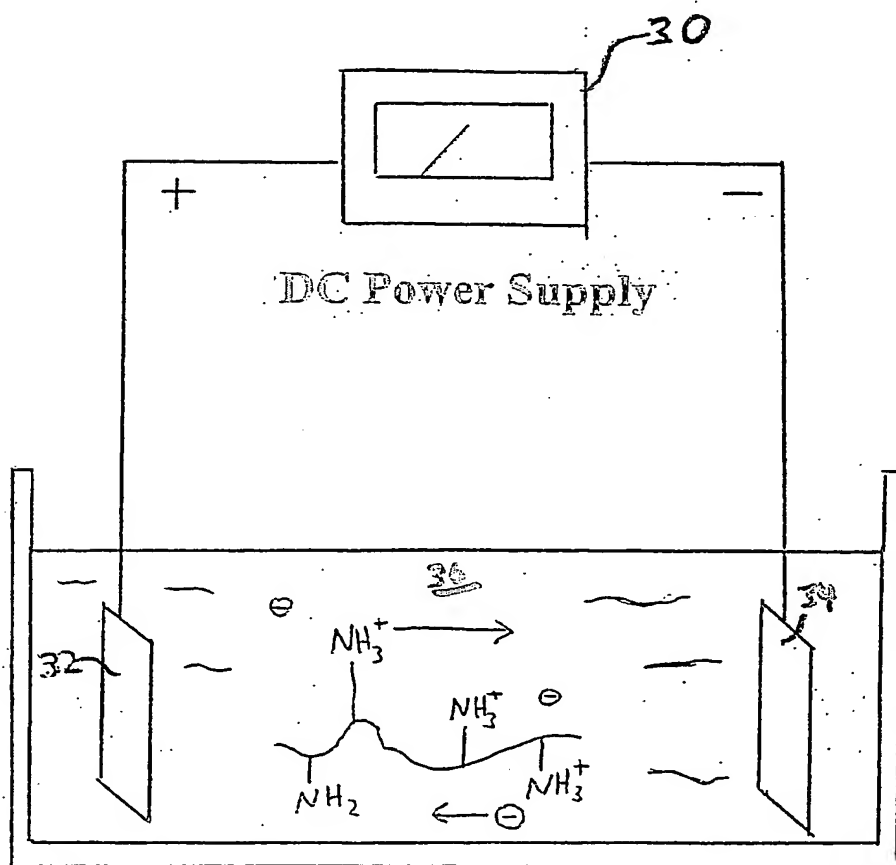 30
+ −
DC Power Supply
36
⊖
34
NH₃⁺
32
NH₃⁺ ⊖
NH₂ NH₃⁺
⊖